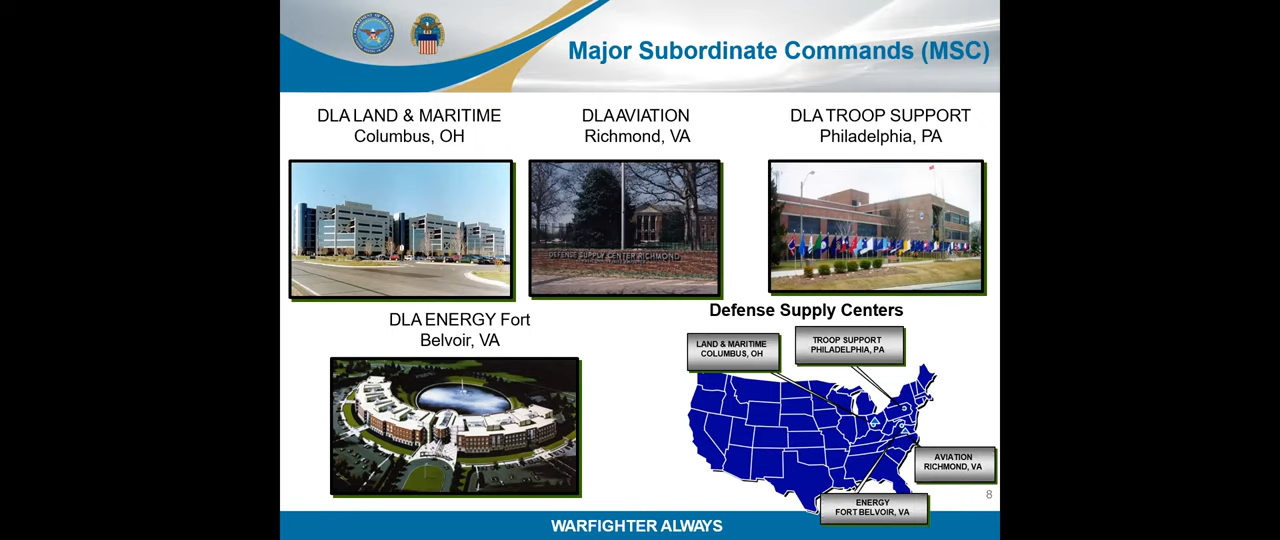 Major Subordinate Commands (MSC)
DLA LAND & MARITIME
Columbus, OH
DLA AVIATION
Richmond, VA
DLA TROOP SUPPORT
Philadelphia, PA
DEFENSE SUPPLY CENTER RICHMOND
DLA ENERGY Fort
Belvoir, VA
Defense Supply Centers
LAND & MARITIME
COLUMBUS, OH
TROOP SUPPORT
PHILADELPHIA, PA
AVIATION
RICHMOND, VA
ENERGY
FORT BELVOIR, VA
8
WARFIGHTER ALWAYS